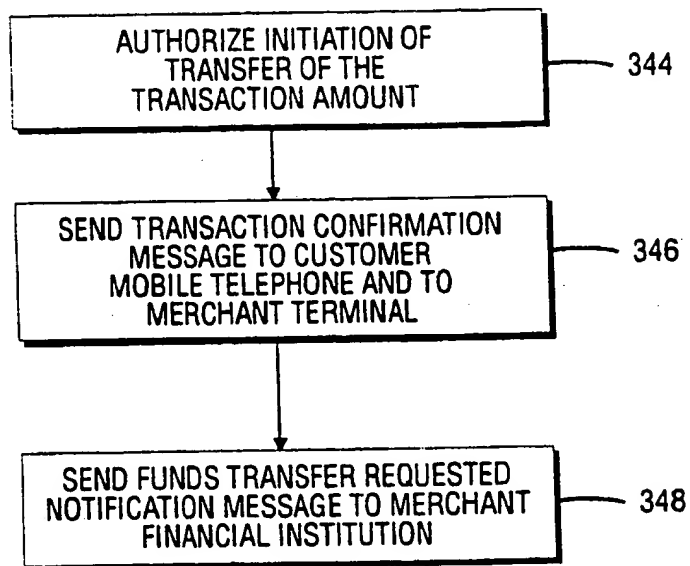 AUTHORIZE INITIATION OF
TRANSFER OF THE
TRANSACTION AMOUNT
344
SEND TRANSACTION CONFIRMATION
MESSAGE TO CUSTOMER
MOBILE TELEPHONE AND TO
MERCHANT TERMINAL
346
SEND FUNDS TRANSFER REQUESTED
NOTIFICATION MESSAGE TO MERCHANT
FINANCIAL INSTITUTION
348